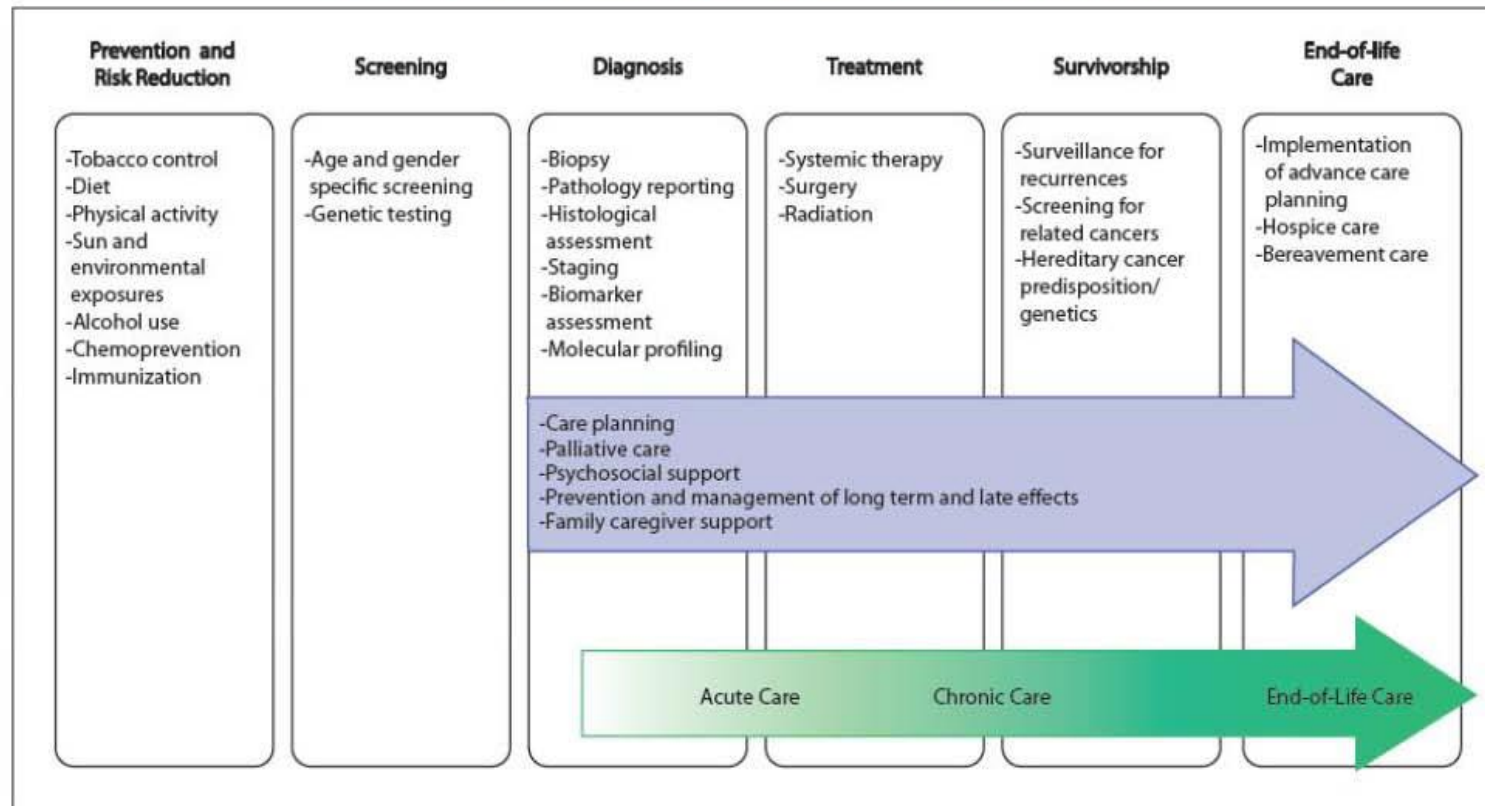 Prevention and
Risk Reduction
-Tobacco control
-Diet
-Physical activity
-Sun and
environmental
exposures
-Alcohol use
-Chemoprevention
-Immunization
Screening
-Age and gender
specific screening
-Genetic testing
Diagnosis
-Biopsy
-Pathology reporting
-Histological
assessment
-Staging
-Biomarker
assessment
-Molecular profiling
Treatment
-Systemic therapy
-Surgery
-Radiation
Survivorship
-Surveillance for
recurrences
-Screening for
related cancers
-Hereditary cancer
predisposition/
genetics
End-of-life
Care
-Implementation
of advance care
planning
-Hospice care
-Bereavement care
-Care planning
-Palliative care
-Psychosocial support
-Prevention and management of long term and late effects
-Family caregiver support
Acute Care
Chronic Care
End-of-Life Care